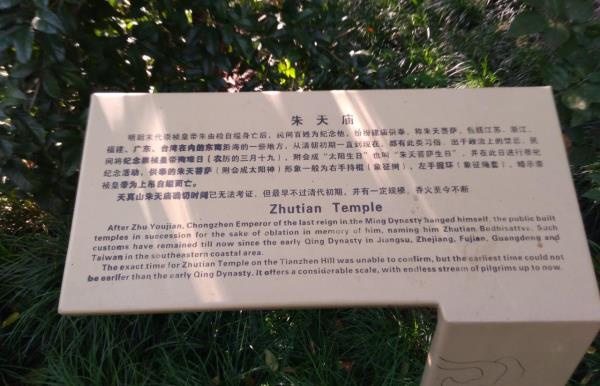 朱天庙
明朝末代崇祯皇帝朱由检自缢身亡后，民间百姓为纪念他，纷纷建庙供奉，称朱天菩萨，包括江苏、浙江、
福建、广东、台湾在内的东南沿海的一些地方，从清朝初期一直到现在，都有此类习俗。出于政治上的禁忌，民
间将纪念崇祯皇帝殉难日（农历的三月十九），附会成“太阳生日”也叫“朱天菩萨生日”，并在此日进行祭祀
纪念活动，供奉的朱天菩萨（附会成太阳神）形象一般为右手持棍（象征树），左手握环（象征绳套），暗示崇
祯皇帝为上吊自缢而亡。
天真山朱天庙确切时间已无法考证，但最早不过清代初期，并有一定规模，香火至今不断。
Zhutian Temple
After Zhu Youjian, Chongzhen Emperor of the last reign in the Ming Dynasty hanged himself, the public built
temples in succession for the sake of oblation in memory of him, naming him Zhutian Bodhisattva. Such
customs have remained till now since the early Qing Dynasty in Jiangsu, Zhejiang, Fujian, Guangdong and
Taiwan in the southeastern coastal area.
The exact time for Zhutian Temple on the Tianzhen Hill was unable to confirm, but the earliest time could not
be earlier than the early Qing Dynasty. It offers a considerable scale, with endless stream of pilgrims up to now.